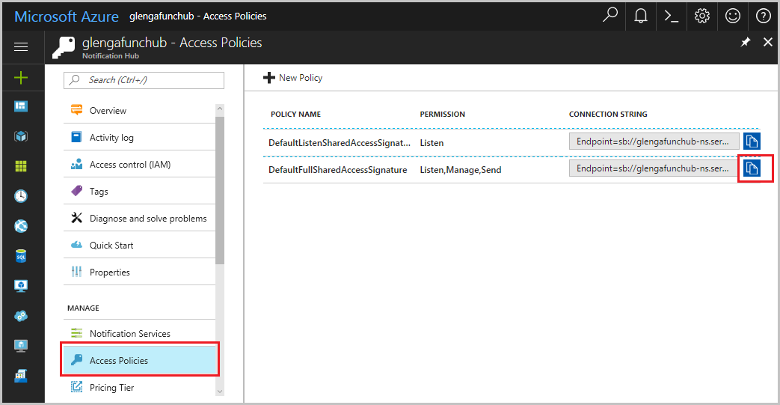 Microsoft Azure glengafunchub - Access Policies
glengafunchub - Access Policies
Notification Hub
Search (Ctrl+/)
Overview
Activity log
Access control (IAM)
Tags
Diagnose and solve problems
Quick Start
Properties
MANAGE
Notification Services
Access Policies
Pricing Tier
New Policy
POLICY NAME PERMISSION CONNECTION STRING
DefaultListenSharedAccessSignat... Listen Endpoint=sb://glengafunchub-ns.ser...
DefaultFullSharedAccessSignature Listen,Manage,Send Endpoint=sb://glengafunchub-ns.ser...